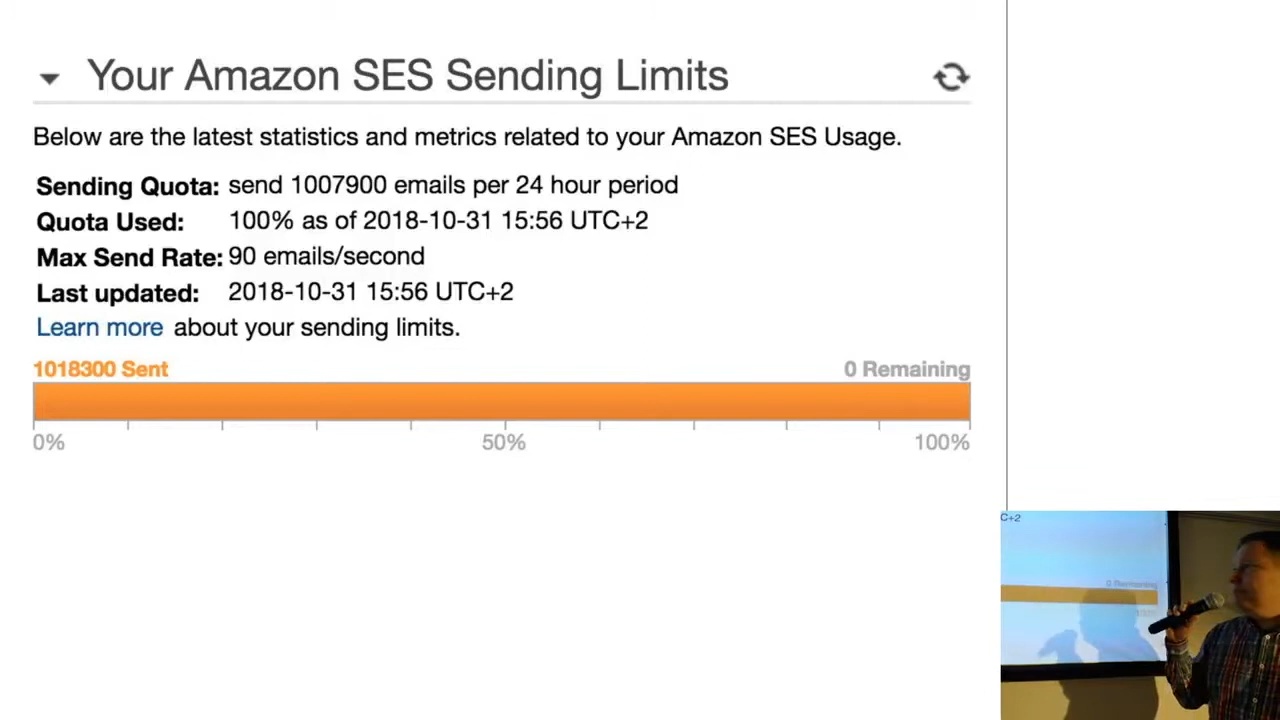 Your Amazon SES Sending Limits
Below are the latest statistics and metrics related to your Amazon SES Usage.
Sending Quota: send 1007900 emails per 24 hour period
Quota Used: 100% as of 2018-10-31 15:56 UTC+2
Max Send Rate: 90 emails/second
Last updated: 2018-10-31 15:56 UTC+2
Learn more about your sending limits.
1018300 Sent 0 Remaining
0% 50% 100%
C+2
0 Remaining